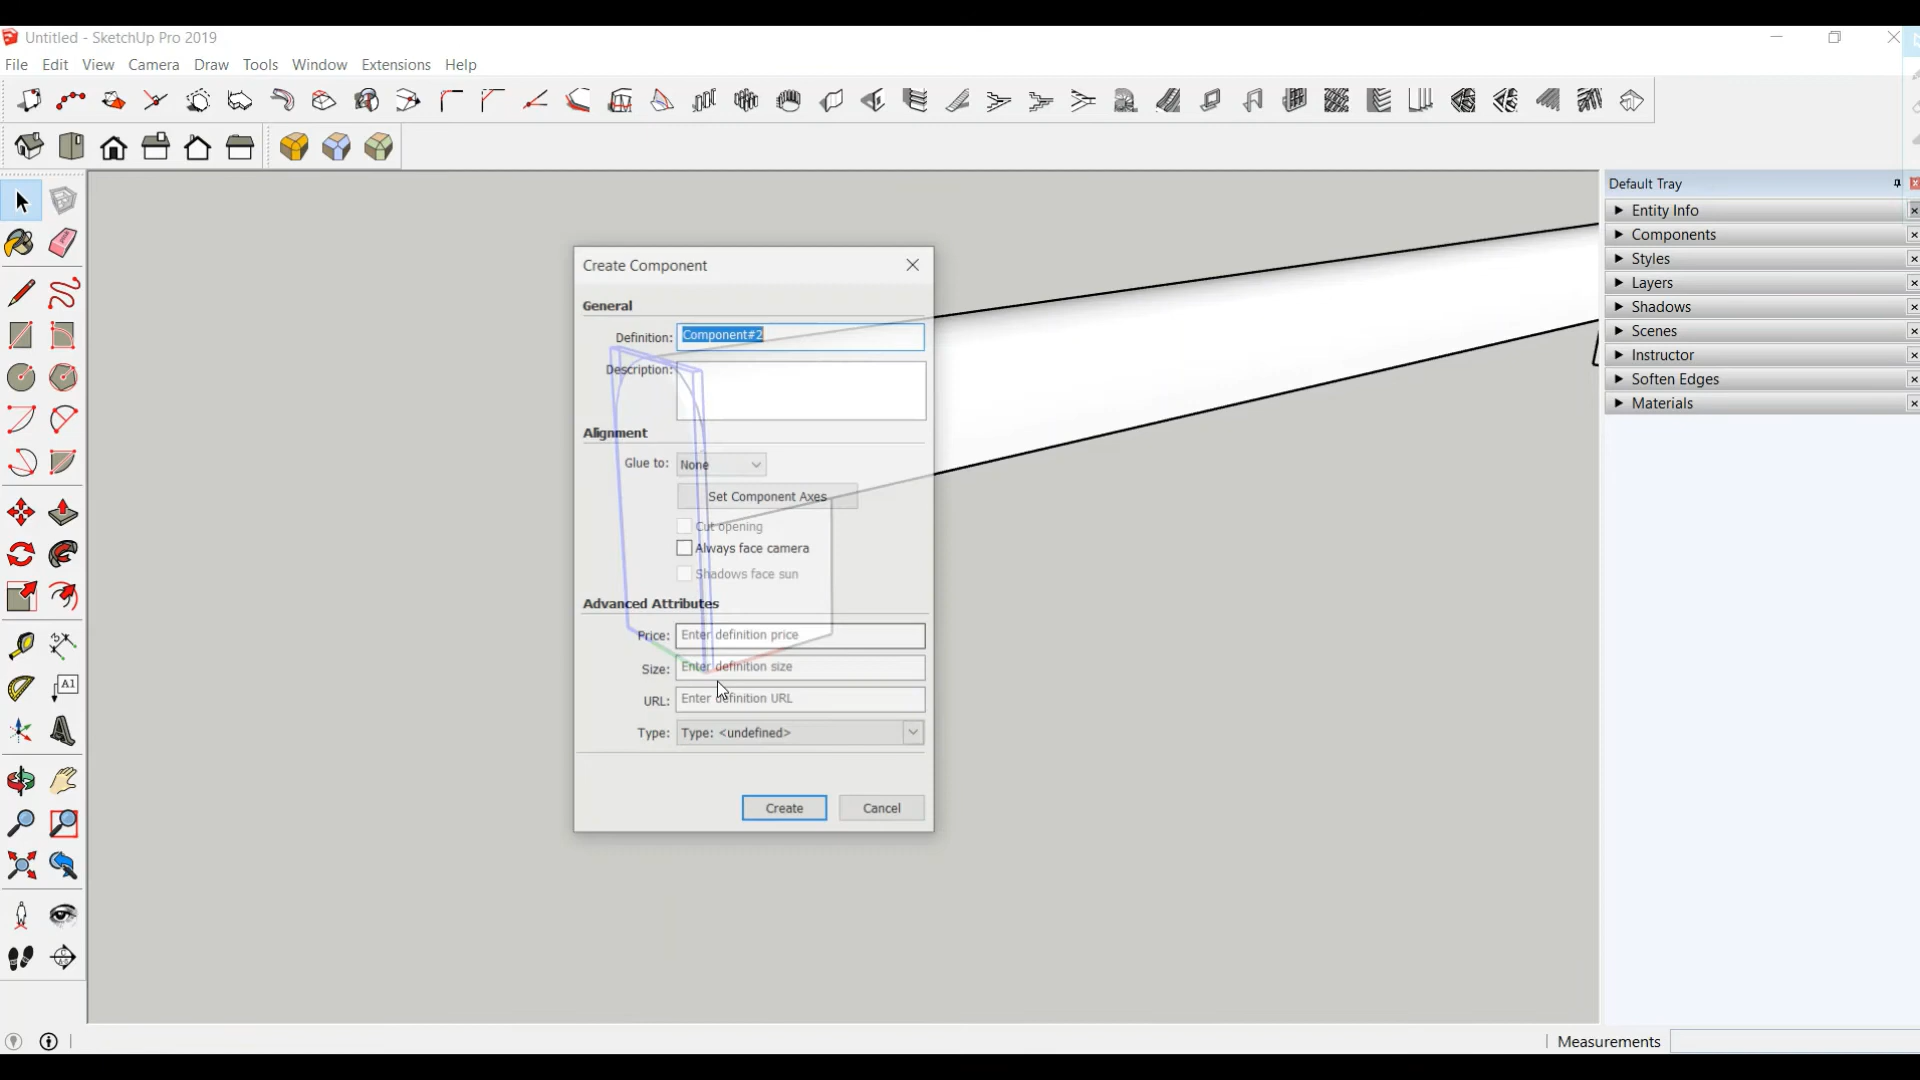 Untitled - SketchUp Pro 2019
File Edit View Camera Draw Tools Window Extensions Help
Default Tray
Entity Info
Components
Styles
Layers
Shadows
Scenes
Instructor
Soften Edges
Materials
Create Component
General
Definition: Component#2
Description:
Alignment
Glue to: None
Set Component Axes
Cut opening
Always face camera
Shadows face sun
Advanced Attributes
Price: Enter definition price
Size: Enter definition size
URL: Enter definition URL
Type: Type: <undefined>
Create Cancel
A1
Measurements